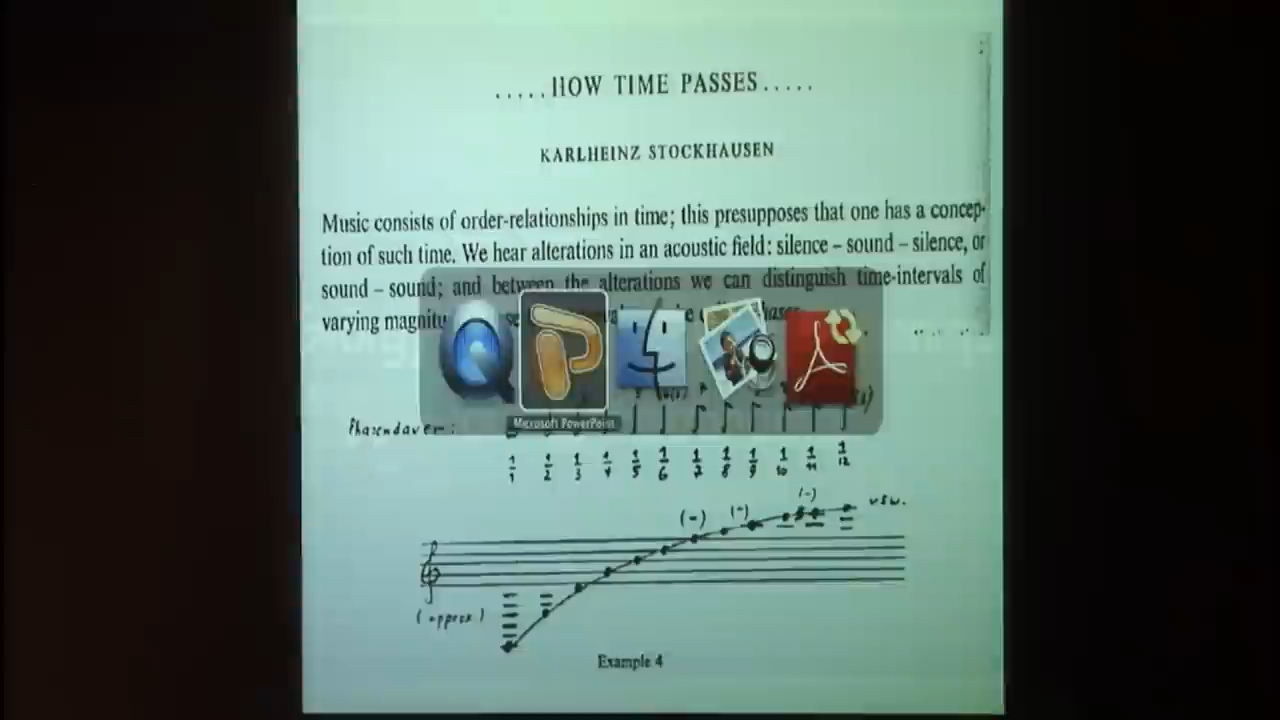 .....HOW TIME PASSES.....
KARLHEINZ STOCKHAUSEN
Music consists of order-relationships in time; this presupposes that one has a concep-
tion of such time. We hear alterations in an acoustic field: silence – sound – silence, or
sound – sound; and between the alterations we can distinguish time-intervals of
varying
Microsoft PowerPoint
Phasendauer:
1/1 1/2 1/3 1/4 1/5 1/6 1/7 1/8 1/9 1/10 1/11 1/12
(-) (-) (-) usw.
(approx)
Example 4